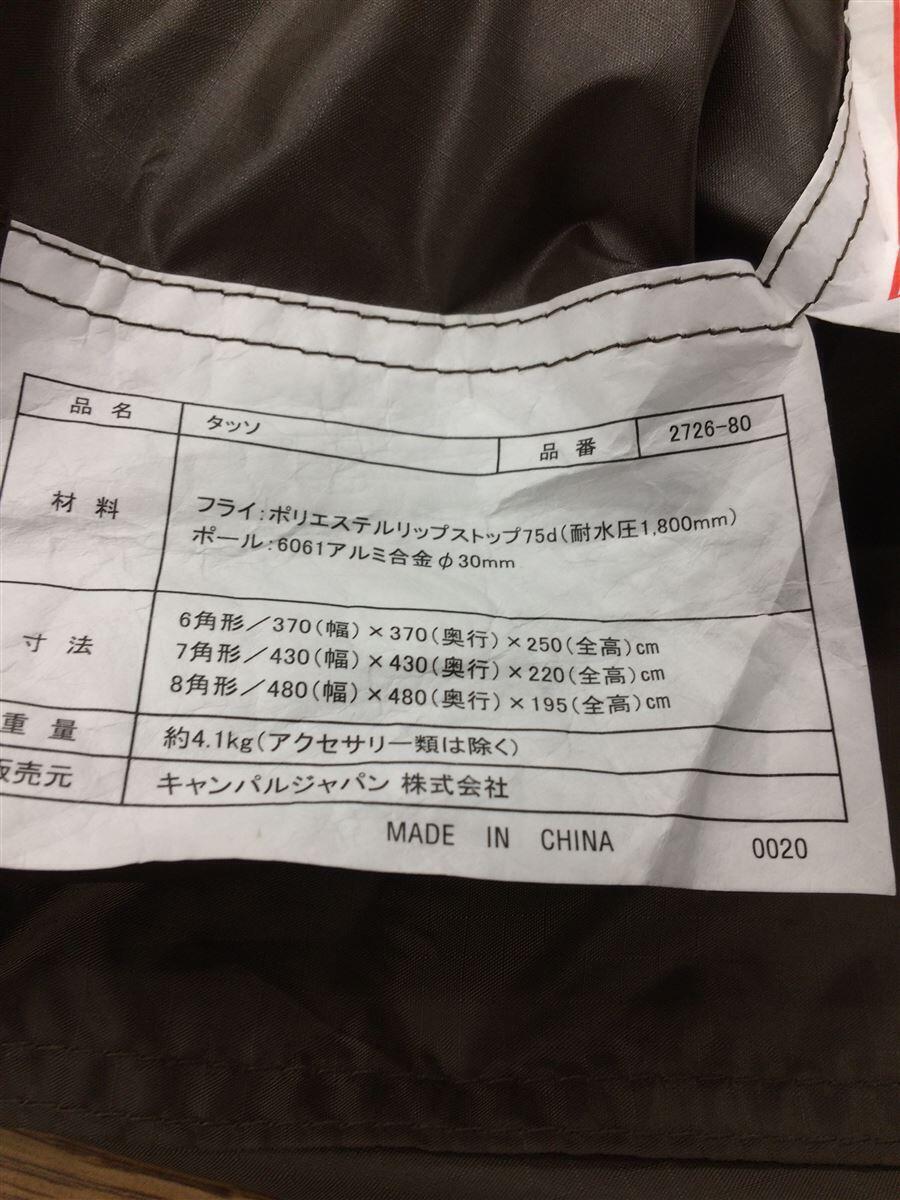 品名 タッソ 品番 2726-80
材料 フライ:ポリエステルリップストップ75d(耐水圧1,800mm)
ポール:6061アルミ合金φ30mm
寸法 6角形/370(幅)×370(奥行)×250(全高)cm
7角形/430(幅)×430(奥行)×220(全高)cm
8角形/480(幅)×480(奥行)×195(全高)cm
重量 約4.1kg(アクセサリー類は除く)
販売元 キャンパルジャパン 株式会社
MADE IN CHINA 0020